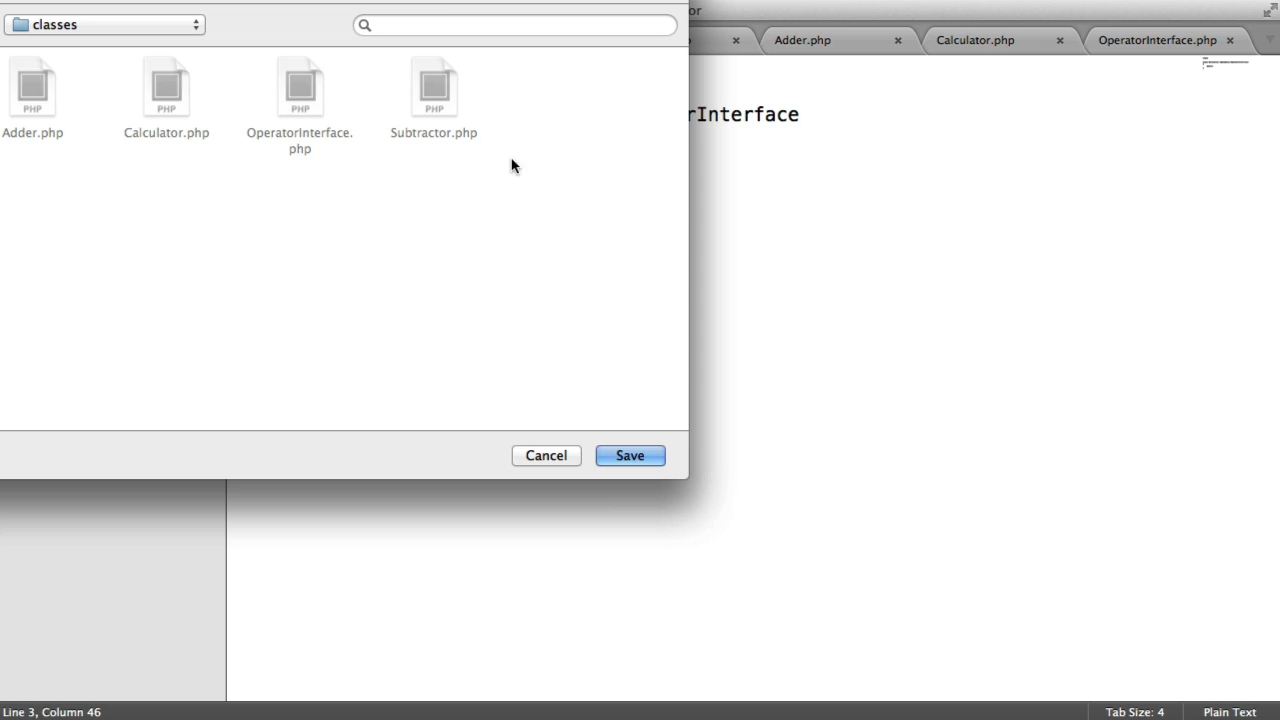 or
classes
Adder.php
Calculator.php
OperatorInterface.php
rInterface
PHP
PHP
PHP
PHP
Adder.php
Calculator.php
OperatorInterface.
php
Subtractor.php
Cancel
Save
Line 3, Column 46
Tab Size: 4
Plain Text